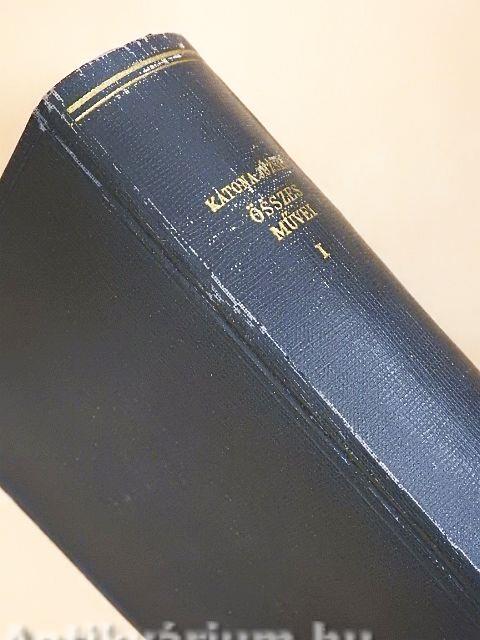 KATONA JÓZSEF
ÖSSZES
MŰVEI
I
Antikvárium.hu